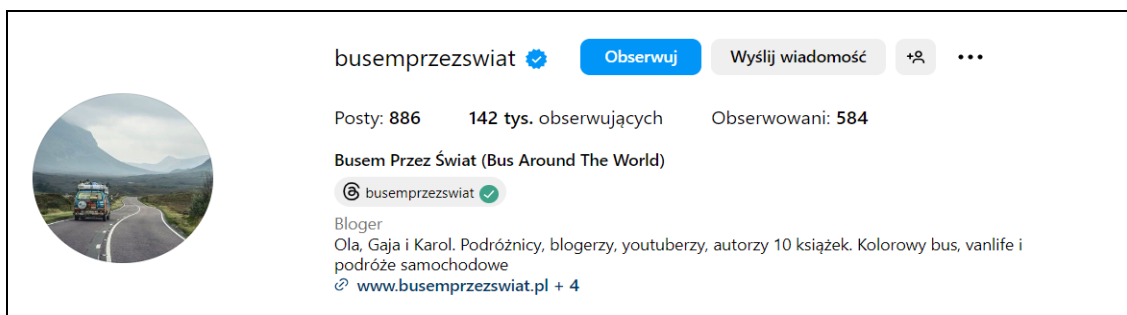 busemprzezswiat Obserwuj Wyślij wiadomość
Posty: 886 142 tys. obserwujących Obserwowani: 584
Busem Przez Świat (Bus Around The World)
busemprzezswiat
Bloger
Ola, Gaja i Karol. Podróżnicy, blogerzy, youtuberzy, autorzy 10 książek. Kolorowy bus, vanlife i
podróże samochodowe
www.busemprzezswiat.pl + 4